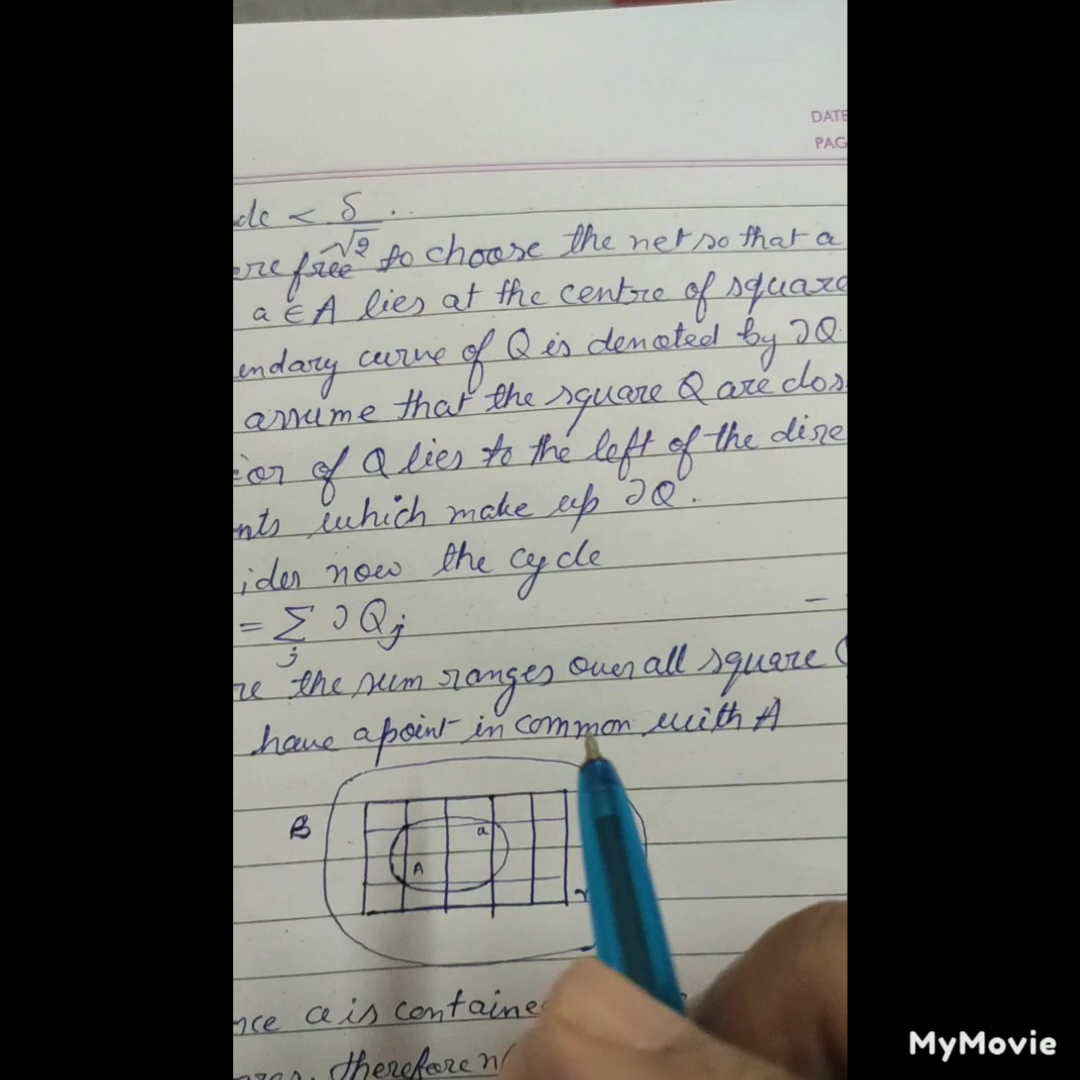 DATE
PAG
de < δ/√2 ..
ere free to choose the net so that a
a ∈ A lies at the centre of square
endary curve of Q is denoted by ∂Q
assume that the square Q are clos
ior of Q lies to the left of the dire
nts which make up ∂Q.
ider now the cycle
= Σ ∂Qj
j
re the sum ranges over all square Q
have a point in common with A
B
a
A
nce a is containe
therefore n(
MyMovie